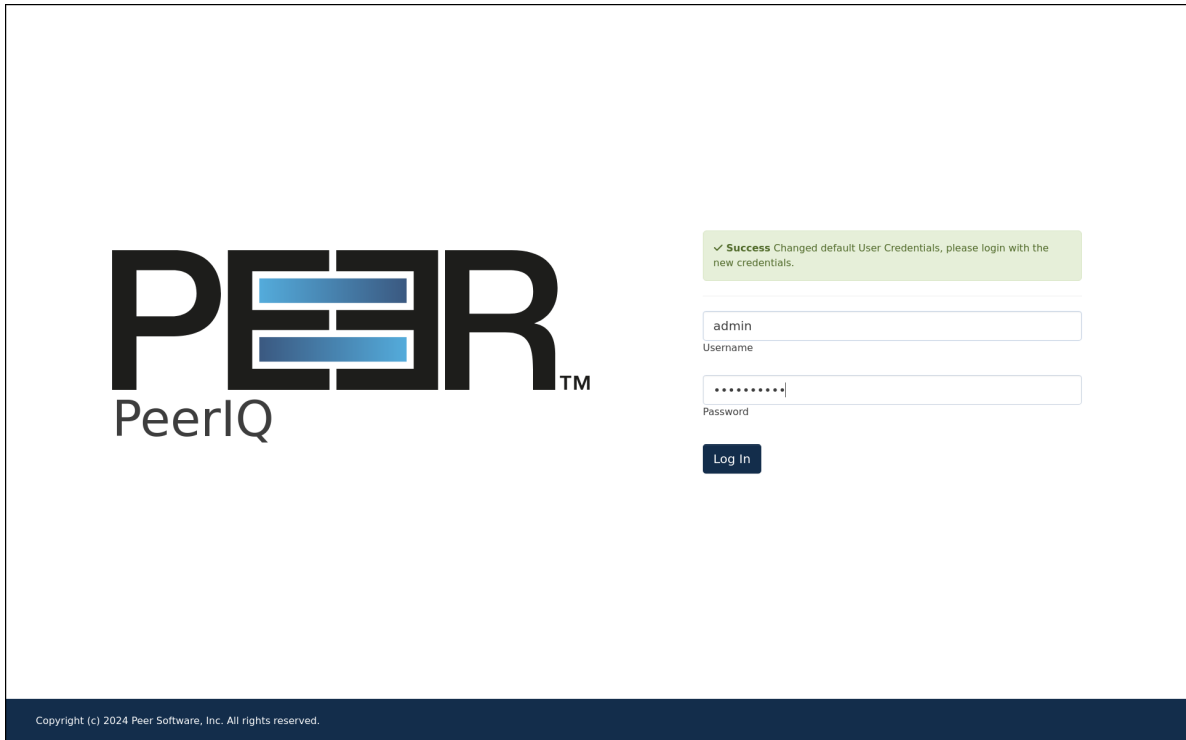 PEER™
PeerIQ
✓ Success Changed default User Credentials, please login with the
new credentials.
admin
Username
••••••••••
Password
Log In
Copyright (c) 2024 Peer Software, Inc. All rights reserved.